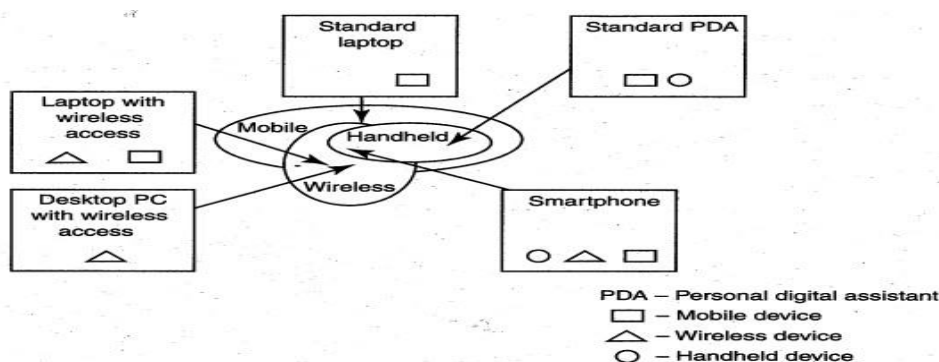 Standard
laptop
Standard PDA
Laptop with
wireless
access
Mobile
Handheld
Wireless
Desktop PC
with wireless
access
Smartphone
PDA – Personal digital assistant
– Mobile device
– Wireless device
– Handheld device